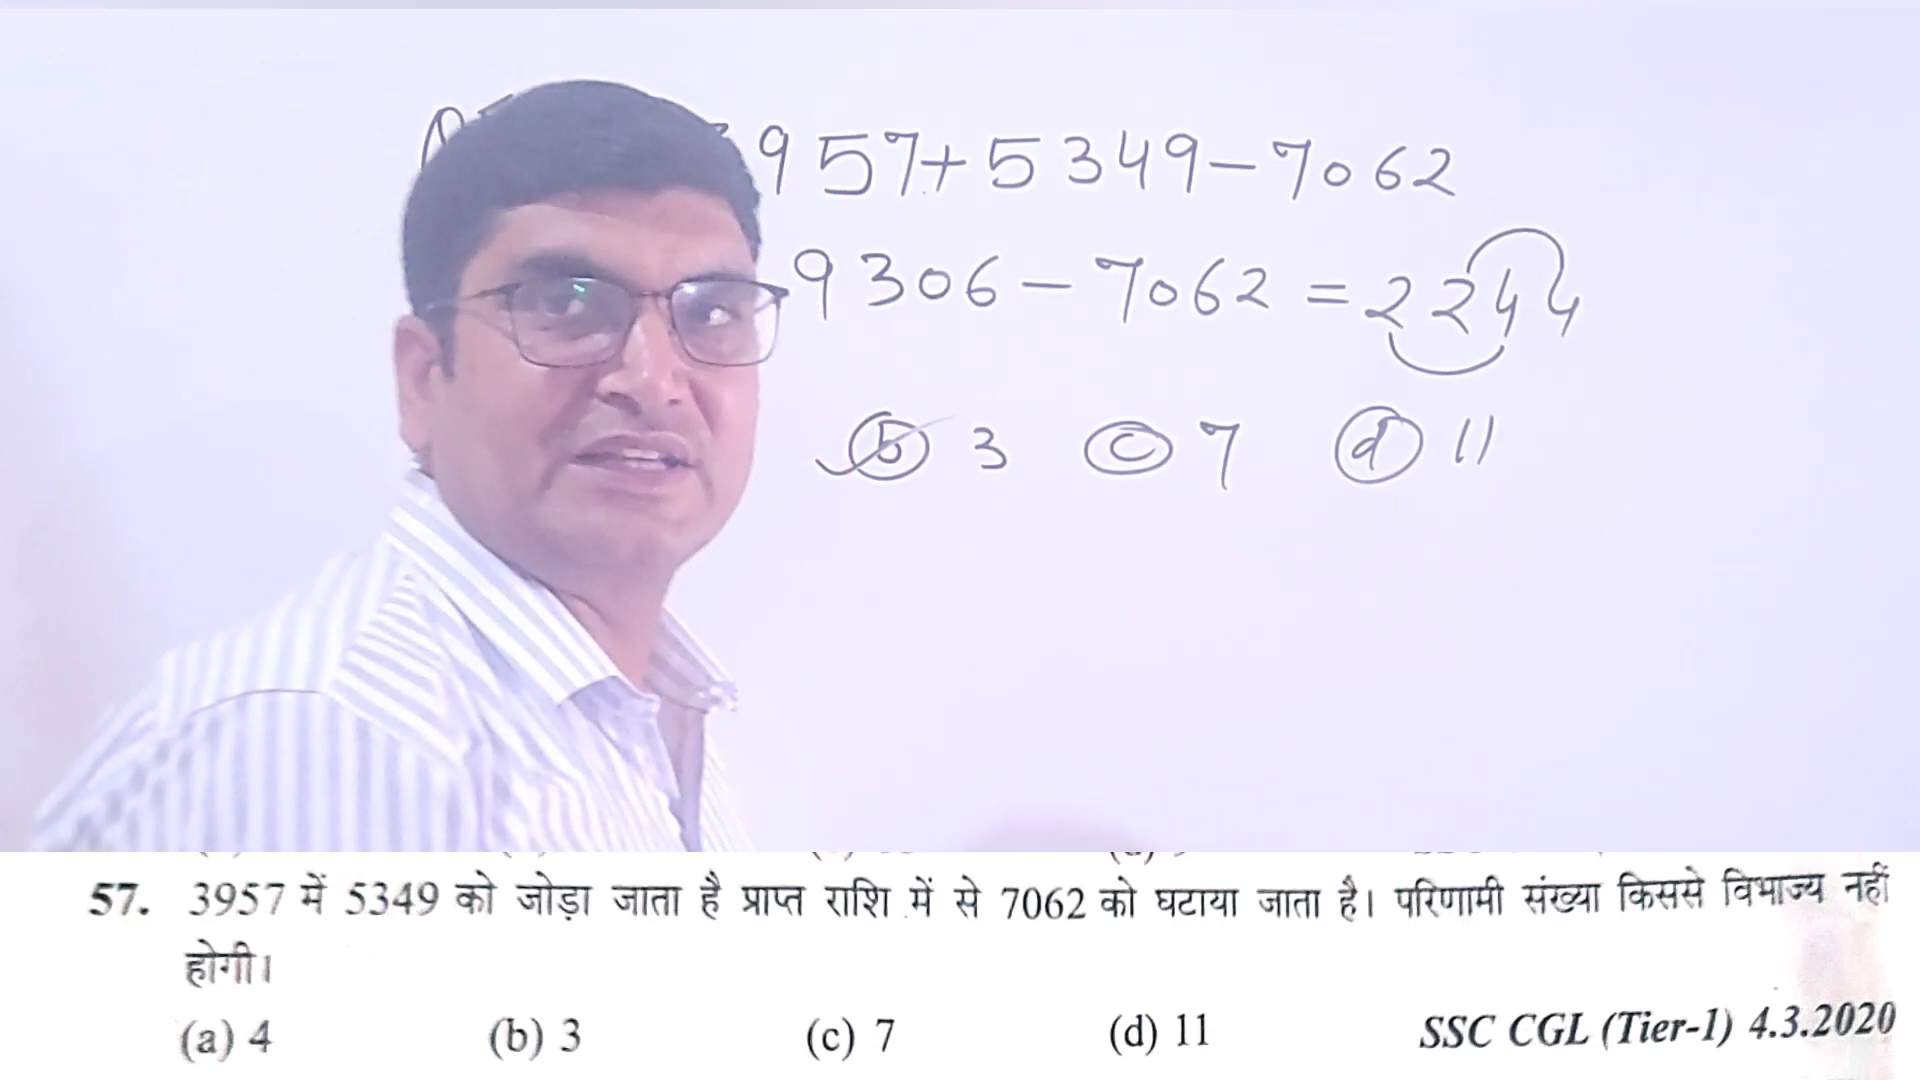 957+5349-7062
9306-7062=2244
(b) 3 (c) 7 (d) 11
57. 3957 में 5349 को जोड़ा जाता है प्राप्त राशि में से 7062 को घटाया जाता है। परिणामी संख्या किससे विभाज्य नहीं
होगी।
(a) 4 (b) 3 (c) 7 (d) 11 SSC CGL (Tier-1) 4.3.2020